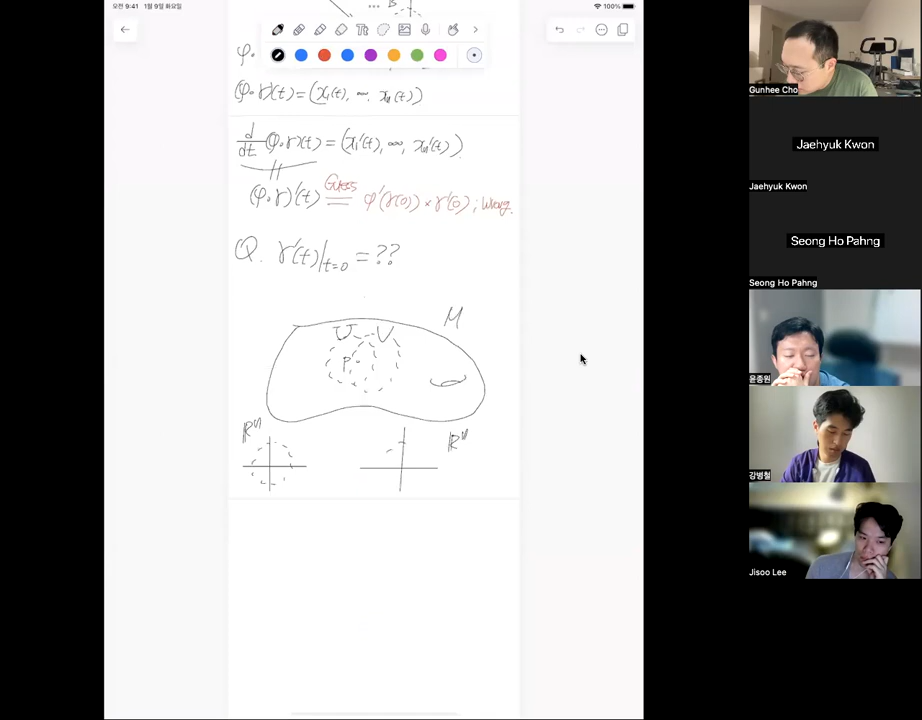 오전 9:41 1월 9일 화요일
100%
B
φ∘
(φ∘γ)(t) = (x₁(t), ⋯, xₙ(t))
d/dt (φ∘γ)(t) = (x₁'(t), ⋯, xₙ'(t)).
(φ∘γ)'(t) Guess = φ'(γ(0)) × γ'(0) ; Wrong.
Q. γ'(t)|t=0 = ??
M
U V
P
ℝⁿ ℝⁿ
Gunhee Cho
Jaehyuk Kwon
Jaehyuk Kwon
Seong Ho Pahng
Seong Ho Pahng
윤종원
강병철
Jisoo Lee